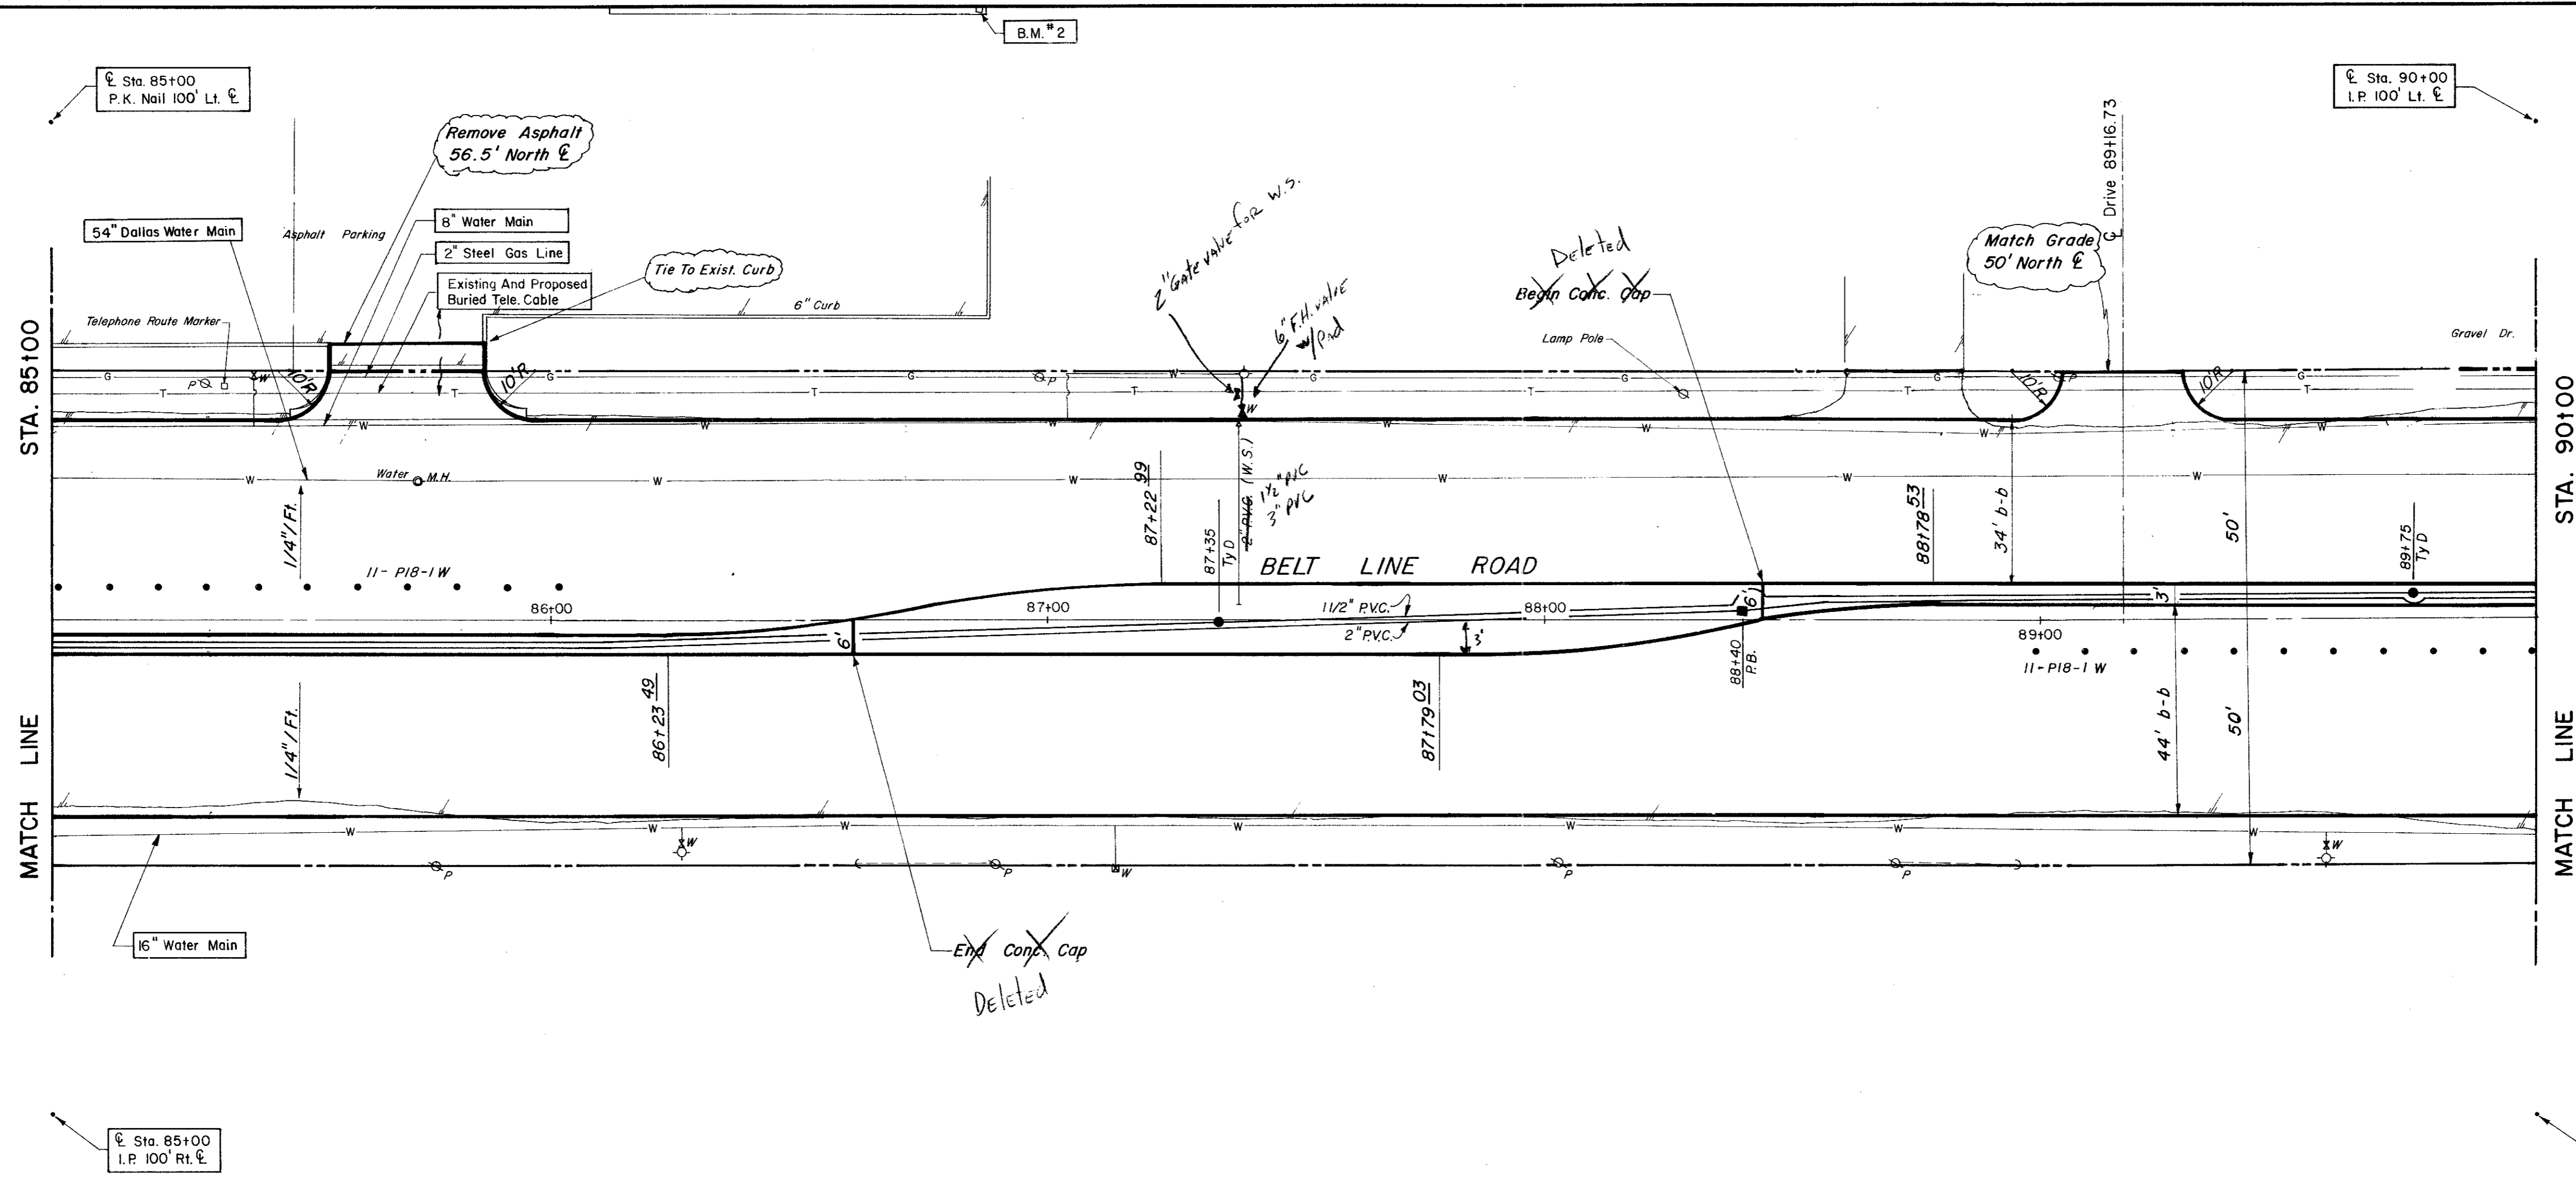 B.M.#2
℄ Sta. 85+00
P.K. Nail 100' Lt. ℄
℄ Sta. 90+00
I.P. 100' Lt. ℄
Remove Asphalt
56.5' North ℄
℄ Drive 89+16.73
54" Dallas Water Main
Asphalt Parking
8" Water Main
2" Steel Gas Line
Existing And Proposed
Buried Tele. Cable
Tie To Exist. Curb
6" Curb
2" Gate valve for W.S.
6" F.H. valve
w/ Pad
Deleted
Begin Conc. Cap
Match Grade
50' North ℄
Telephone Route Marker
Lamp Pole
Gravel Dr.
STA. 85+00
STA. 90+00
P
W
10'R
10'R
P
W
10'R
P
10'R
G G G G G G G
T T T T T T T
W
W W W W W W W
W W W W W W
Water M.H.
1/4"/Ft.
87+22 99
87+35
Ty D
2" P.V.C. (W.S.)
1 1/2" PVC
3" PVC
88+78 53
34' b-b
50'
89+75
Ty D
BELT LINE ROAD
11- P18-1 W
86+00
87+00
1 1/2" P.V.C.
2" P.V.C.
88+00
89+00
6'
3'
6'
3'
88+40
P.B.
11-P18-1 W
1/4"/Ft.
86+23 49
87+79 03
44' b-b
50'
MATCH LINE
MATCH LINE
W W W W W W W
W
W
W
P P P P
16" Water Main
End Conc. Cap
Deleted
℄ Sta. 85+00
I.P. 100' Rt. ℄